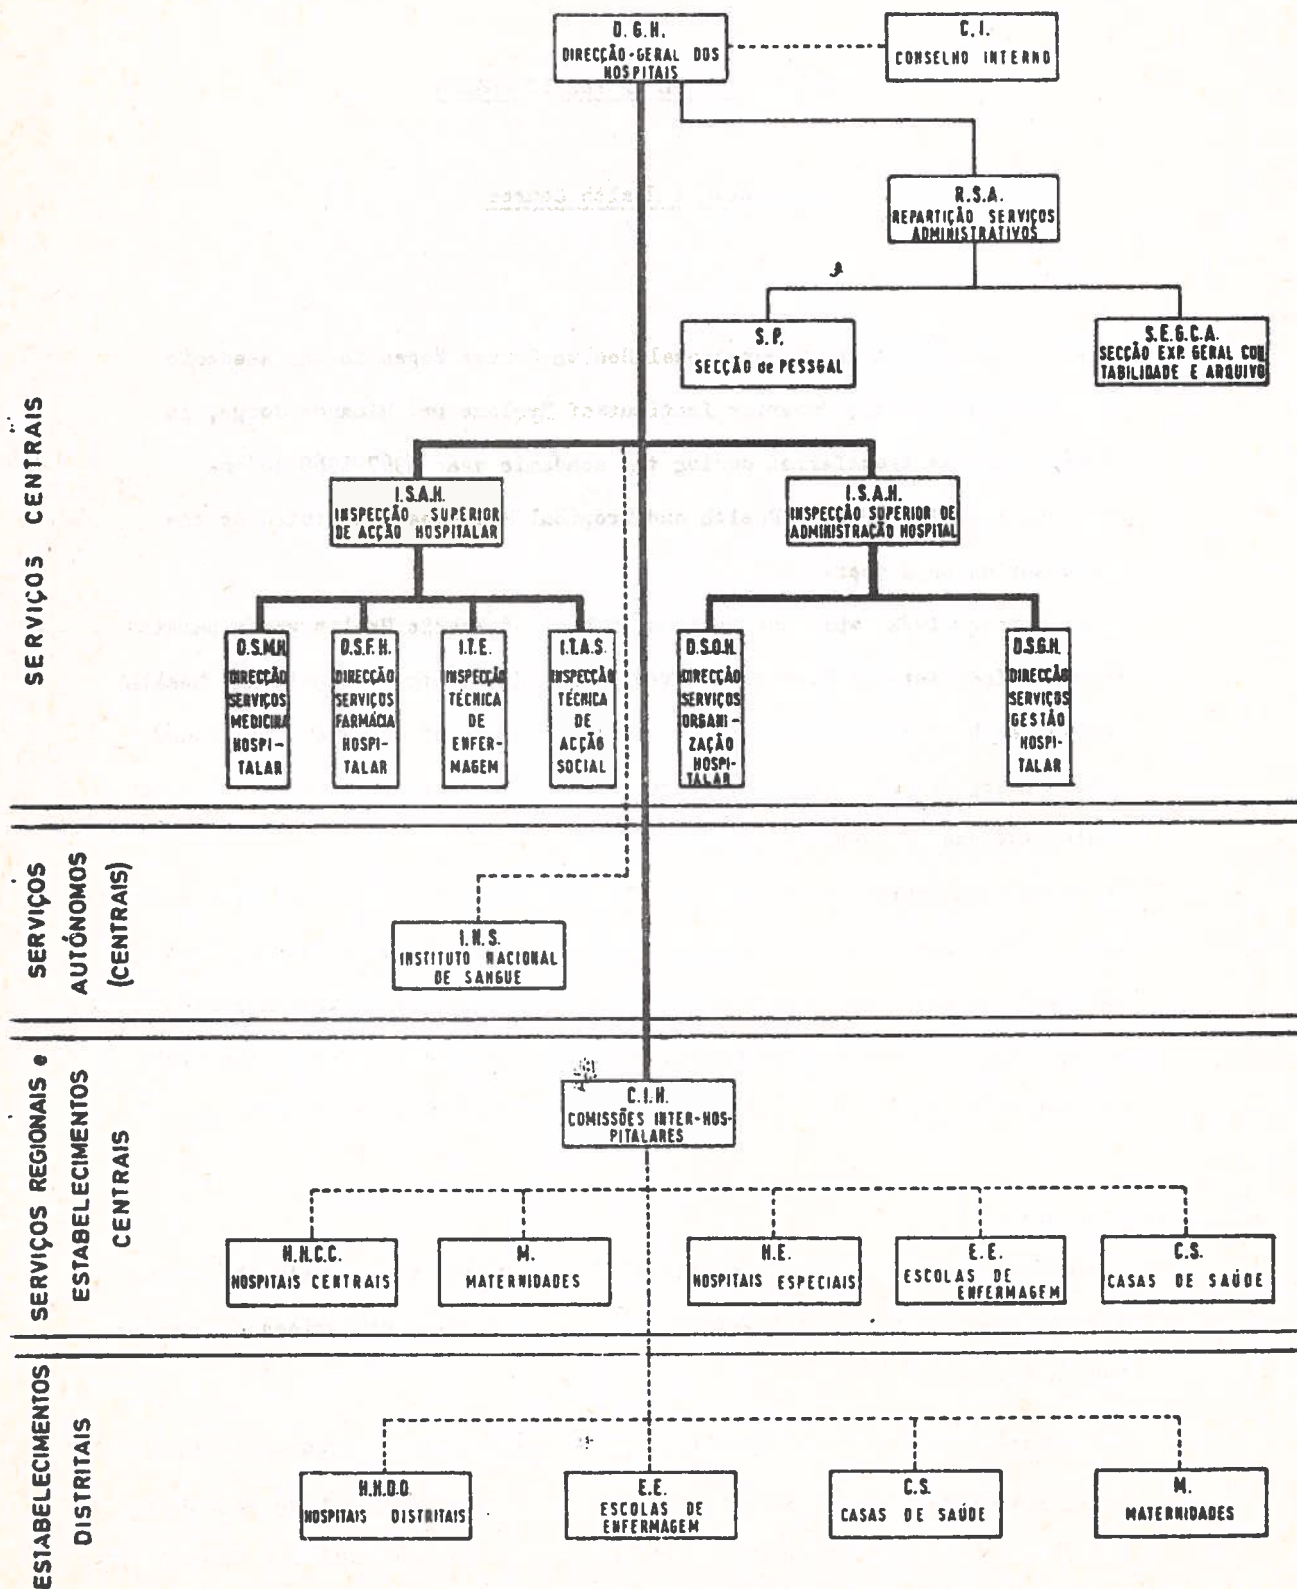 D.G.H.
DIRECÇÃO-GERAL DOS
HOSPITAIS
C.I.
CONSELHO INTERNO
R.S.A.
REPARTIÇÃO SERVIÇOS
ADMINISTRATIVOS
S.P.
SECÇÃO de PESSOAL
S.E.G.C.A.
SECÇÃO EXP. GERAL CON
TABILIDADE E ARQUIVO
SERVIÇOS CENTRAIS
I.S.A.H.
INSPECÇÃO SUPERIOR
DE ACÇÃO HOSPITALAR
I.S.A.H.
INSPECÇÃO SUPERIOR DE
ADMINISTRAÇÃO HOSPITAL
D.S.M.H.
DIRECÇÃO
SERVIÇOS
MEDICINA
HOSPI-
TALAR
D.S.F.H.
DIRECÇÃO
SERVIÇOS
FARMÁCIA
HOSPI-
TALAR
I.T.E.
INSPECÇÃO
TÉCNICA
DE
ENFER-
MAGEM
I.T.A.S.
INSPECÇÃO
TÉCNICA
DE
ACÇÃO
SOCIAL
D.S.O.H.
DIRECÇÃO
SERVIÇOS
ORGANI-
ZAÇÃO
HOSPI-
TALAR
D.S.G.H.
DIRECÇÃO
SERVIÇOS
GESTÃO
HOSPI-
TALAR
SERVIÇOS
AUTÓNOMOS
(CENTRAIS)
I.N.S.
INSTITUTO NACIONAL
DE SANGUE
SERVIÇOS REGIONAIS e
ESTABELECIMENTOS
CENTRAIS
C.I.H.
COMISSÕES INTER-HOS-
PITALARES
H.H.C.C.
HOSPITAIS CENTRAIS
M.
MATERNIDADES
H.E.
HOSPITAIS ESPECIAIS
E.E.
ESCOLAS DE
ENFERMAGEM
C.S.
CASAS DE SAÚDE
ESTABELECIMENTOS
DISTRITAIS
H.H.D.D.
HOSPITAIS DISTRITAIS
E.E.
ESCOLAS DE
ENFERMAGEM
C.S.
CASAS DE SAÚDE
M.
MATERNIDADES